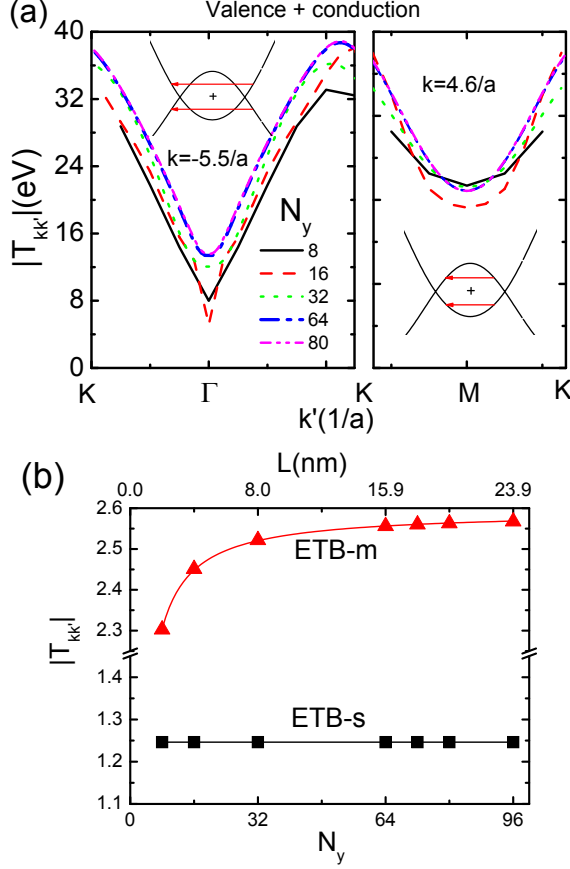 (a)
Valence + conduction
|T_kk'|(eV)
40
32
24
16
8
0
+
k=-5.5/a
N_y
8
16
32
64
80
k=4.6/a
+
K
Γ
K
M
K
k'(1/a)
(b)
L(nm)
0.0
8.0
15.9
23.9
|T_kk'|
2.6
2.5
2.4
2.3
1.4
1.3
1.2
1.1
ETB-m
ETB-s
0
32
64
96
N_y